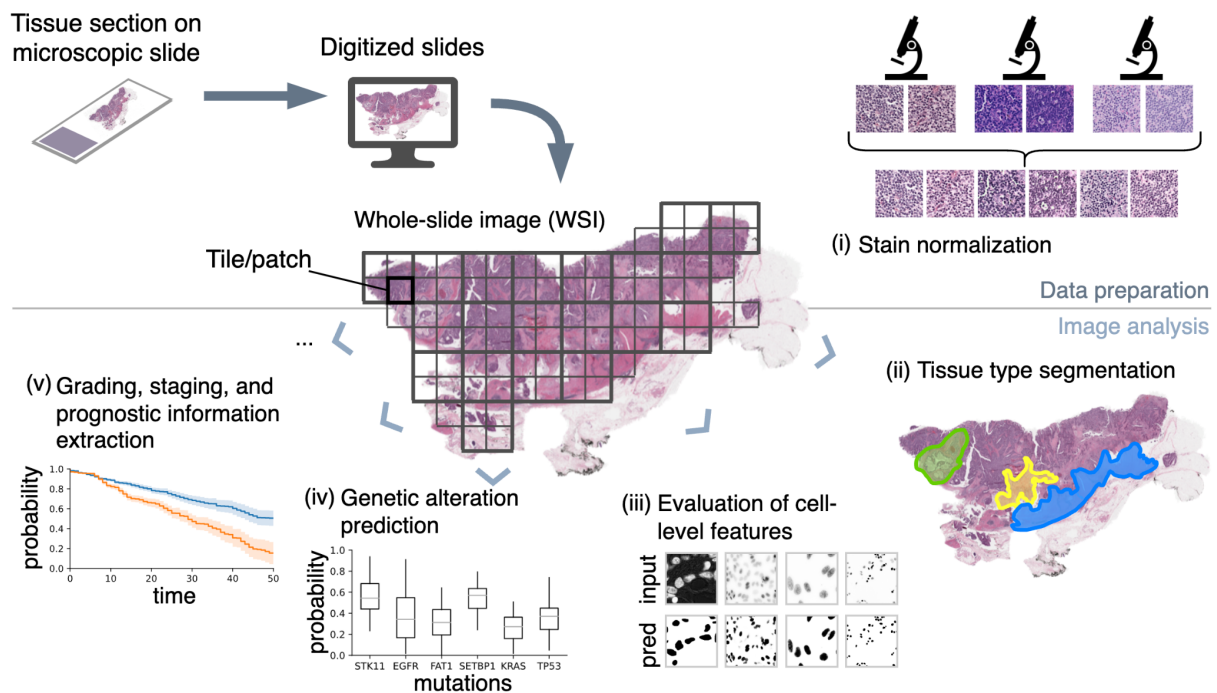 Tissue section on
microscopic slide
Digitized slides
Whole-slide image (WSI)
Tile/patch
(i) Stain normalization
Data preparation
Image analysis
...
(ii) Tissue type segmentation
(v) Grading, staging, and
prognostic information
extraction
probability
1.0
0.8
0.6
0.4
0.2
0.0
0 10 20 30 40 50
time
(iv) Genetic alteration
prediction
probability
1.0
0.8
0.6
0.4
0.2
0.0
STK11 EGFR FAT1 SETBP1 KRAS TP53
mutations
(iii) Evaluation of cell-
level features
input
pred